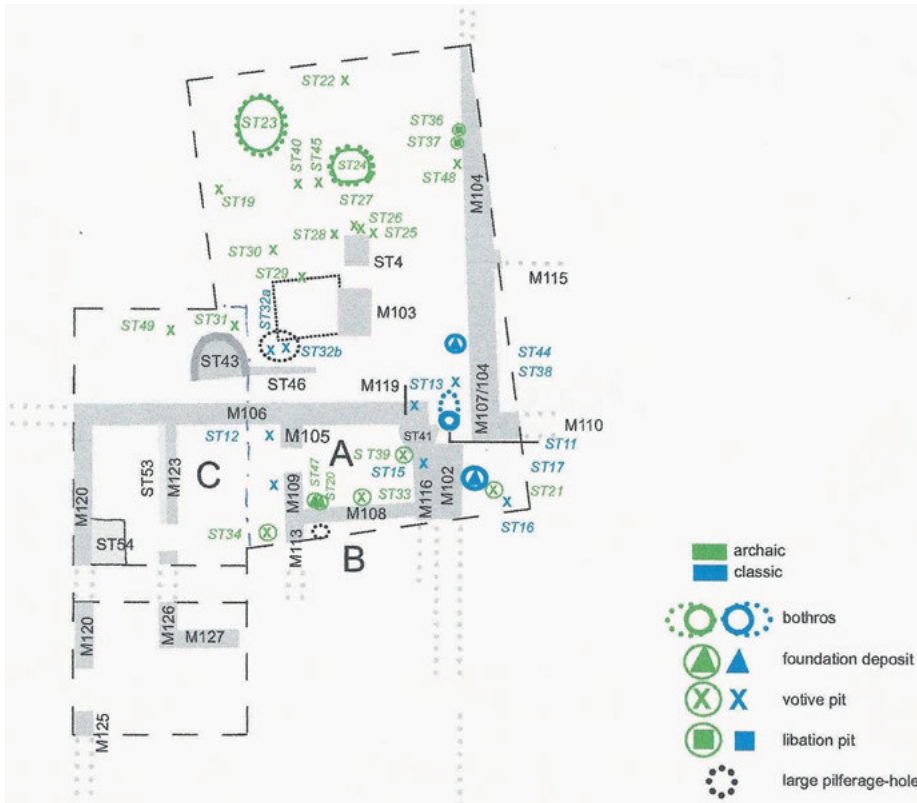 ST22
ST23
ST36
ST37
ST40
ST45
ST24
ST48
ST19
M104
ST27
ST26
ST28
ST25
ST30
ST4
M115
ST29
ST32a
M103
ST49
ST31
ST32b
ST43
ST44
ST38
ST46
M119
ST13
M106
M110
ST12
M105
A
ST41
M107/104
ST11
ST53
M123
C
ST 39
ST15
ST17
M120
M109
ST47
ST20
ST33
M116
M102
ST21
M108
ST16
ST34
ST54
M113
B
archaic
classic
M120
M126
M127
bothros
foundation deposit
votive pit
M125
libation pit
large pilferage-hole